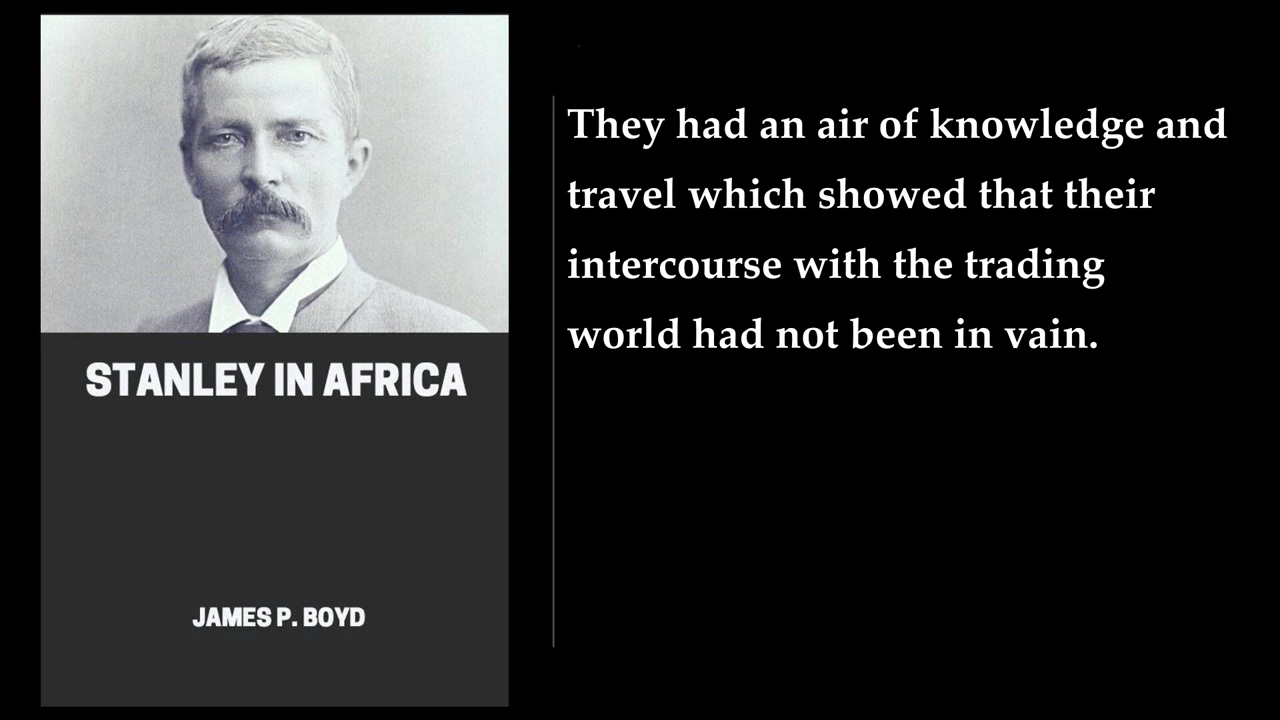 STANLEY IN AFRICA
JAMES P. BOYD
They had an air of knowledge and
travel which showed that their
intercourse with the trading
world had not been in vain.